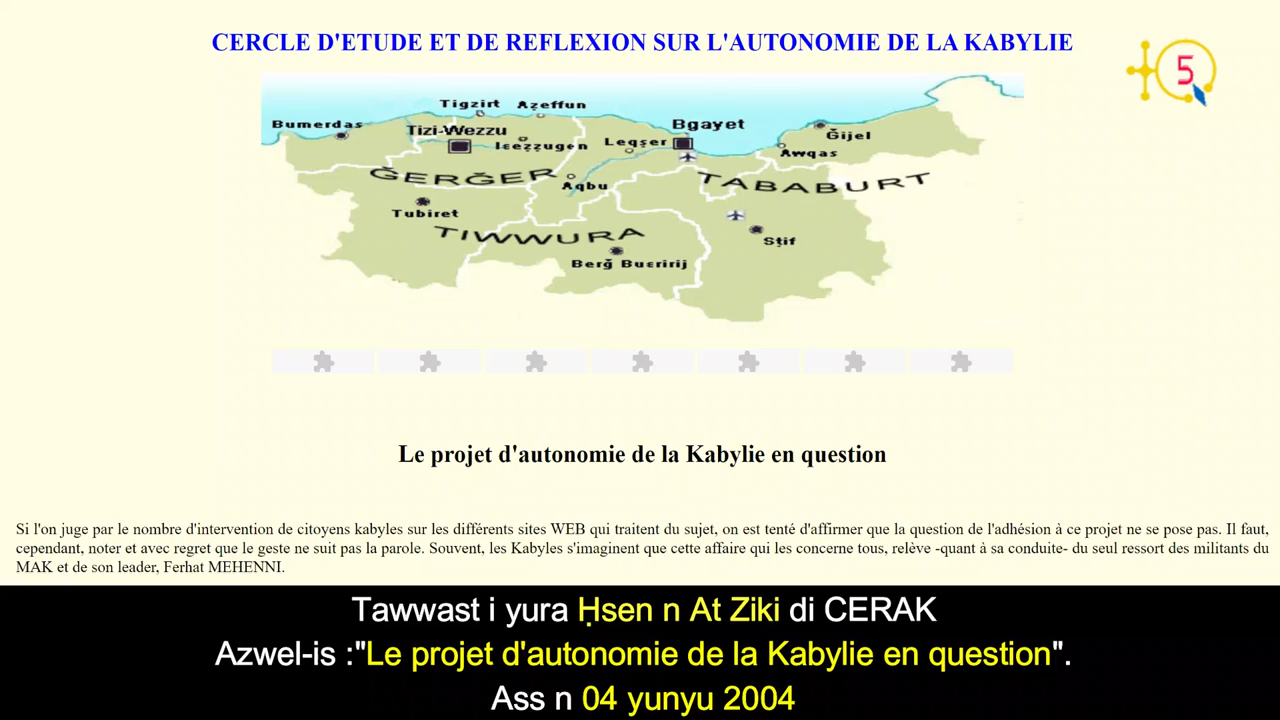 CERCLE D'ETUDE ET DE REFLEXION SUR L'AUTONOMIE DE LA KABYLIE
5
Tigzirt Aẓeffun
Bumerdas
Tizi-Wezzu
Bgayet
Iɛeẓẓugen
Leqṣer
Ǧijel
Awqas
ǦERǦER
Aqbu
TABABURT
Tubiret
TIWWURA
Sṭif
Berǧ Buɛririj
Le projet d'autonomie de la Kabylie en question
Si l'on juge par le nombre d'intervention de citoyens kabyles sur les différents sites WEB qui traitent du sujet, on est tenté d'affirmer que la question de l'adhésion à ce projet ne se pose pas. Il faut,
cependant, noter et avec regret que le geste ne suit pas la parole. Souvent, les Kabyles s'imaginent que cette affaire qui les concerne tous, relève -quant à sa conduite- du seul ressort des militants du
MAK et de son leader, Ferhat MEHENNI.
Tawwast i yura Ḥsen n At Ziki di CERAK
Azwel-is :"Le projet d'autonomie de la Kabylie en question".
Ass n 04 yunyu 2004